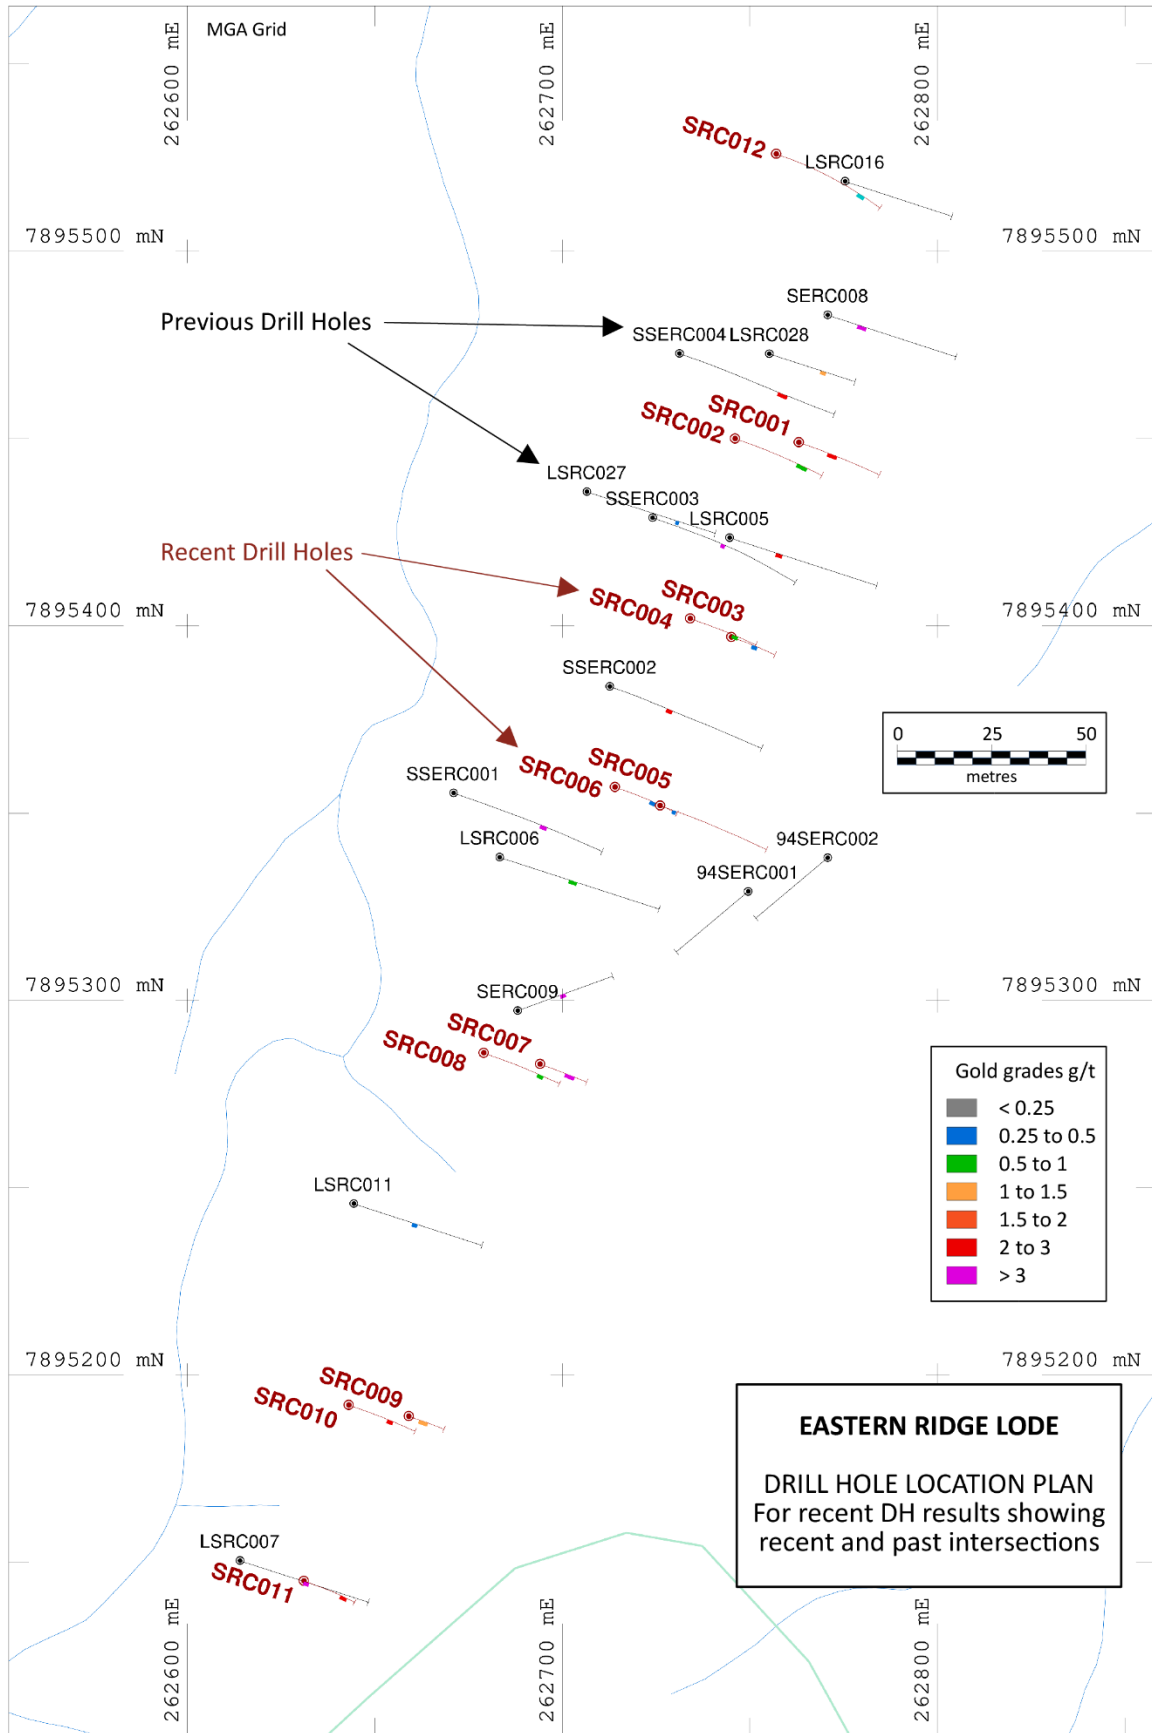 262600 mE
MGA Grid
262700 mE
262800 mE
SRC012
LSRC016
7895500 mN
7895500 mN
SERC008
Previous Drill Holes
SSERC004
LSRC028
SRC001
SRC002
LSRC027
SSERC003
LSRC005
Recent Drill Holes
SRC003
SRC004
7895400 mN
7895400 mN
SSERC002
0 25 50
metres
SRC005
SRC006
SSERC001
LSRC006
94SERC002
94SERC001
7895300 mN
7895300 mN
SERC009
SRC007
SRC008
Gold grades g/t
< 0.25
0.25 to 0.5
0.5 to 1
1 to 1.5
1.5 to 2
2 to 3
> 3
LSRC011
7895200 mN
7895200 mN
SRC009
SRC010
EASTERN RIDGE LODE
DRILL HOLE LOCATION PLAN
For recent DH results showing
recent and past intersections
LSRC007
SRC011
262600 mE
262700 mE
262800 mE